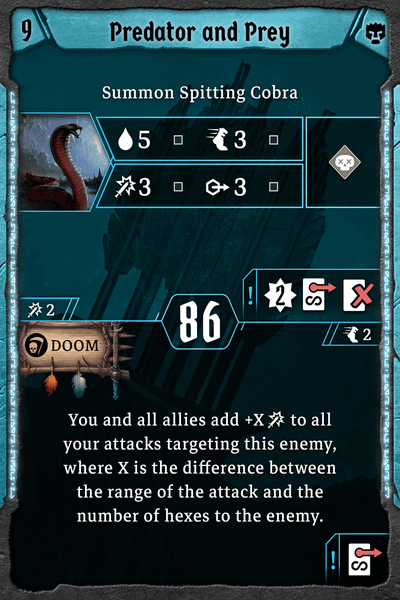 9 Predator and Prey
Summon Spitting Cobra
5 3
3 3
! 2
2
86
2
DOOM
You and all allies add +X to all
your attacks targeting this enemy,
where X is the difference between
the range of the attack and the
number of hexes to the enemy.
!